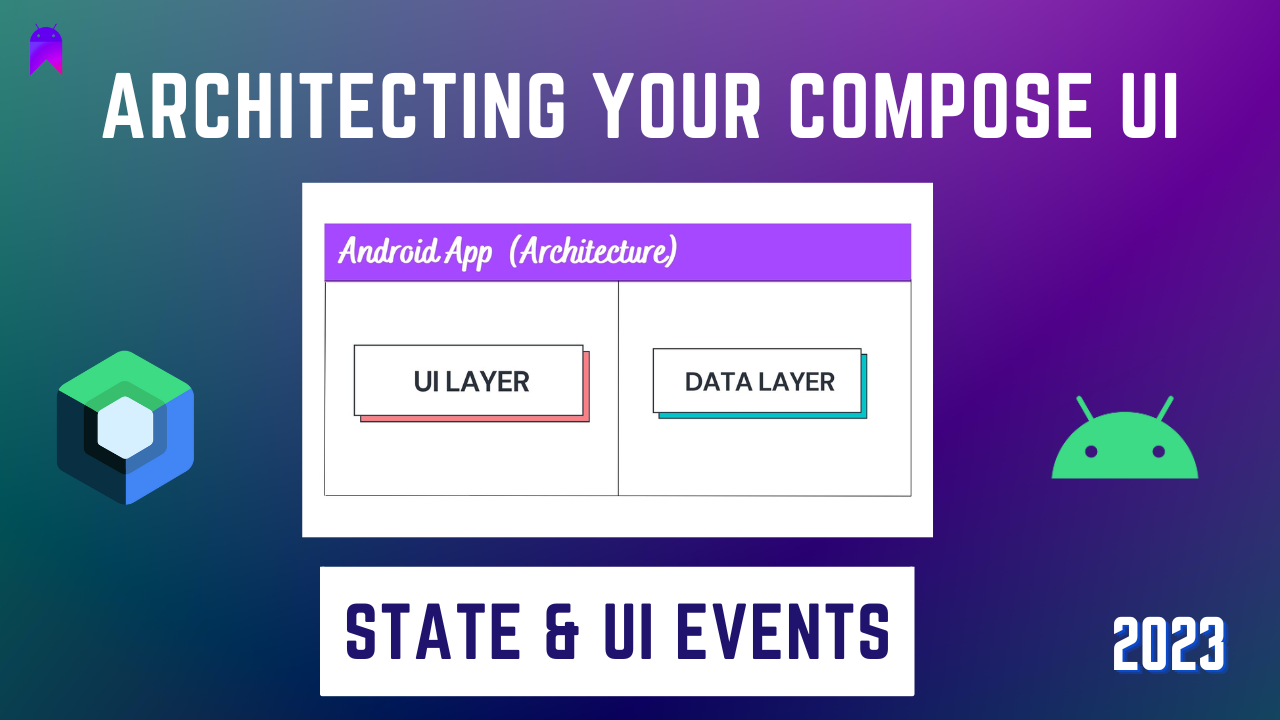 ARCHITECTING YOUR COMPOSE UI
Android App (Architecture)
UI LAYER
DATA LAYER
STATE & UI EVENTS
2023